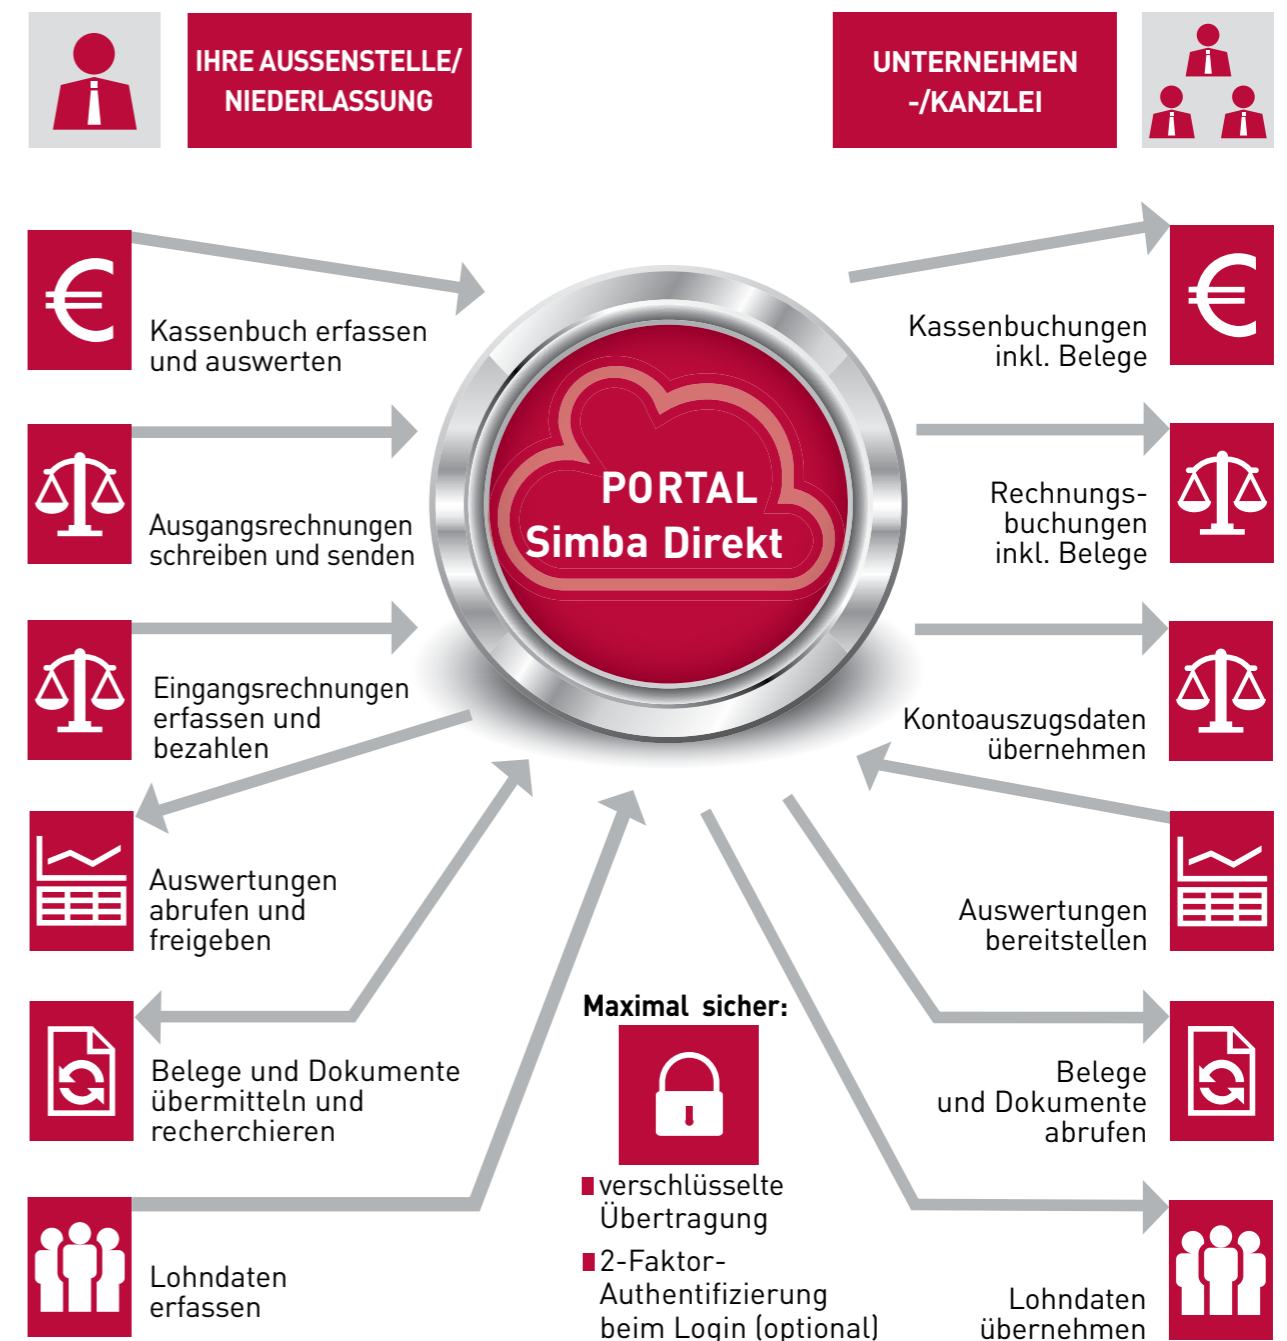 IHRE AUSSENSTELLE/
NIEDERLASSUNG
UNTERNEHMEN
-/KANZLEI
Kassenbuch erfassen
und auswerten
Ausgangsrechnungen
schreiben und senden
Eingangsrechnungen
erfassen und
bezahlen
Auswertungen
abrufen und
freigeben
Belege und Dokumente
übermitteln und
recherchieren
Lohndaten
erfassen
PORTAL
Simba Direkt
Maximal sicher:
verschlüsselte
Übertragung
2-Faktor-
Authentifizierung
beim Login (optional)
Kassenbuchungen
inkl. Belege
Rechnungs-
buchungen
inkl. Belege
Kontoauszugsdaten
übernehmen
Auswertungen
bereitstellen
Belege
und Dokumente
abrufen
Lohndaten
übernehmen